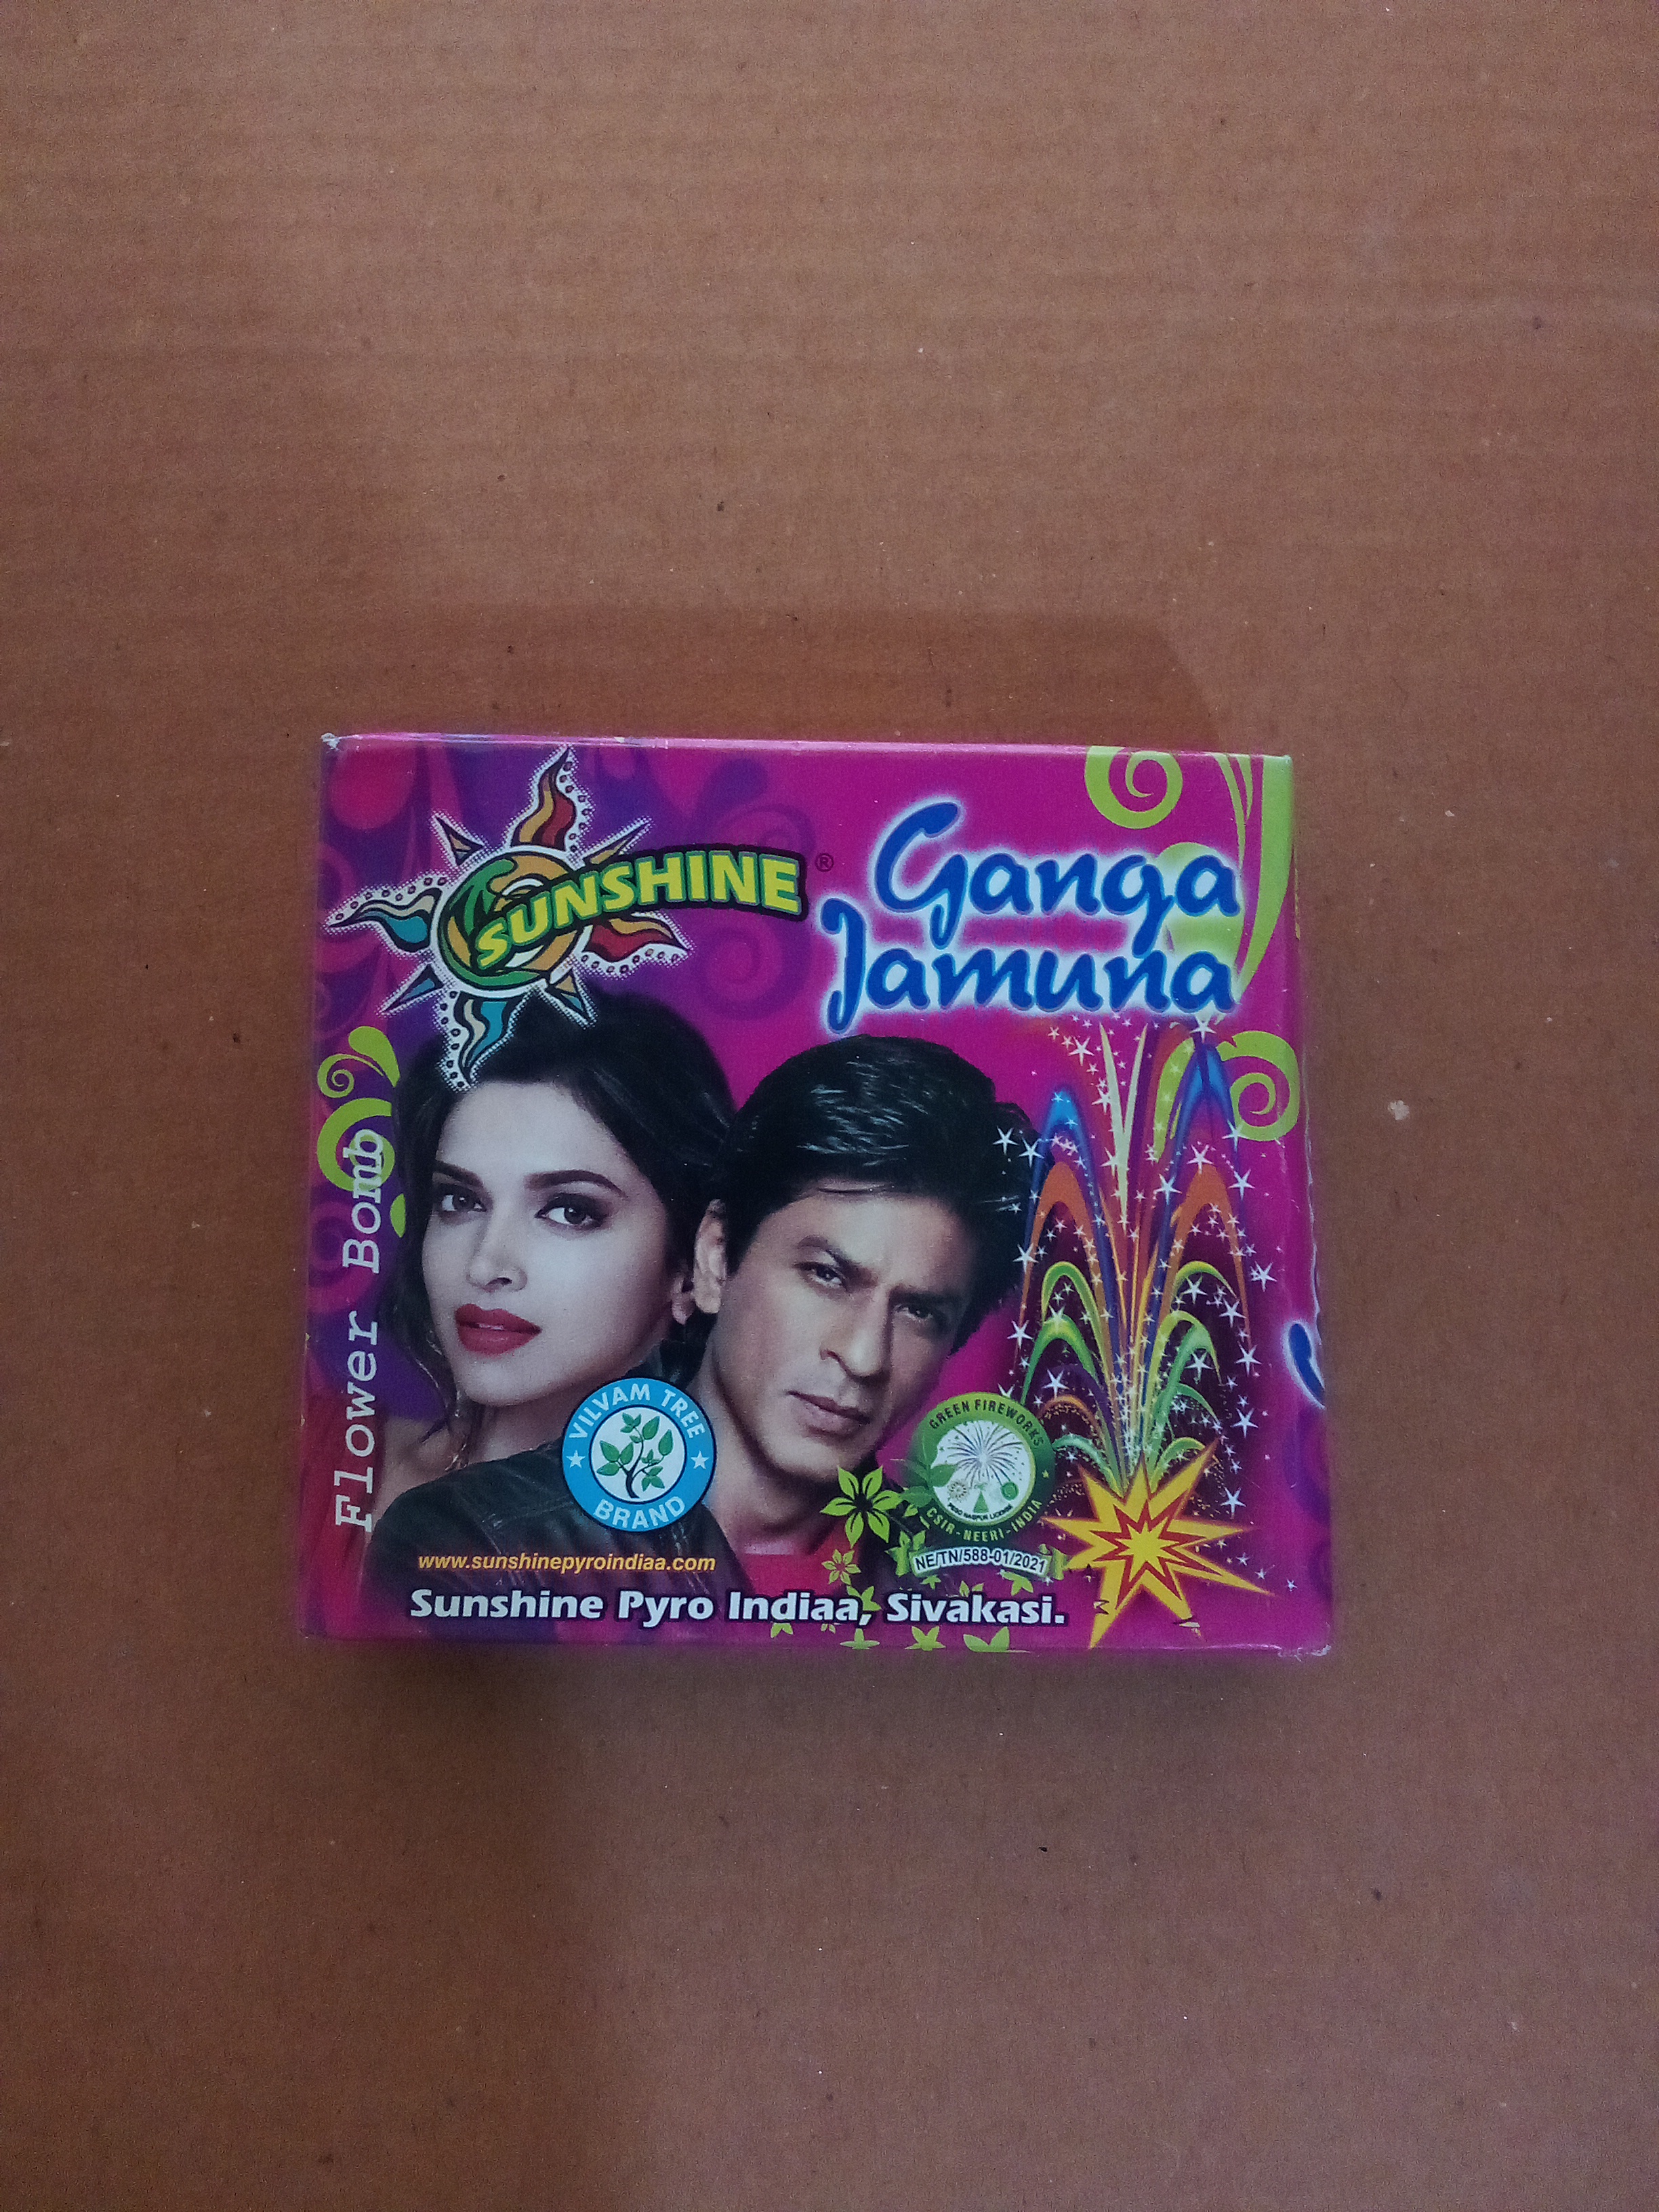 SUNSHINE ®
Ganga
Jamuna
Flower Bomb
VILVAM TREE
BRAND
GREEN FIREWORKS
CSIR-NEERI-INDIA
NE/TN/588-01/2021
www.sunshinepyroindiaa.com
Sunshine Pyro Indiaa, Sivakasi.